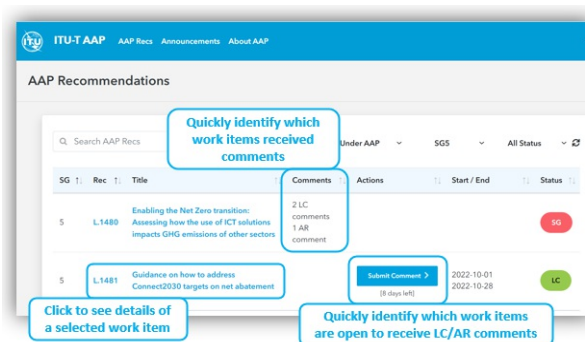 ITU
ITU-T AAP AAP Recs Announcements About AAP
AAP Recommendations
Quickly identify which
work items received
comments
Search AAP Recs
Under AAP SG5 All Status
SG Rec Title Comments Actions Start / End Status
5 L.1480 Enabling the Net Zero transition:
Assessing how the use of ICT solutions
impacts GHG emissions of other sectors
2 LC
comments
1 AR
comment
SG
5 L.1481 Guidance on how to address
Connect2030 targets on net abatement
Submit Comment >
[8 days left]
2022-10-01
2022-10-28
LC
Click to see details of
a selected work item
Quickly identify which work items
are open to receive LC/AR comments